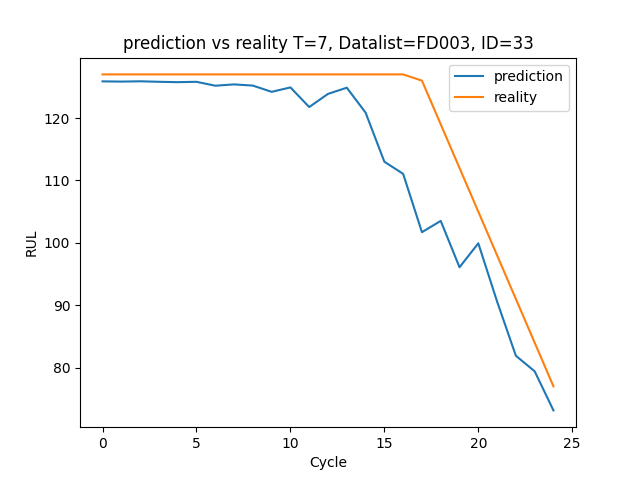 prediction vs reality T=7, Datalist=FD003, ID=33
prediction
reality
RUL
120
110
100
90
80
0 5 10 15 20 25
Cycle